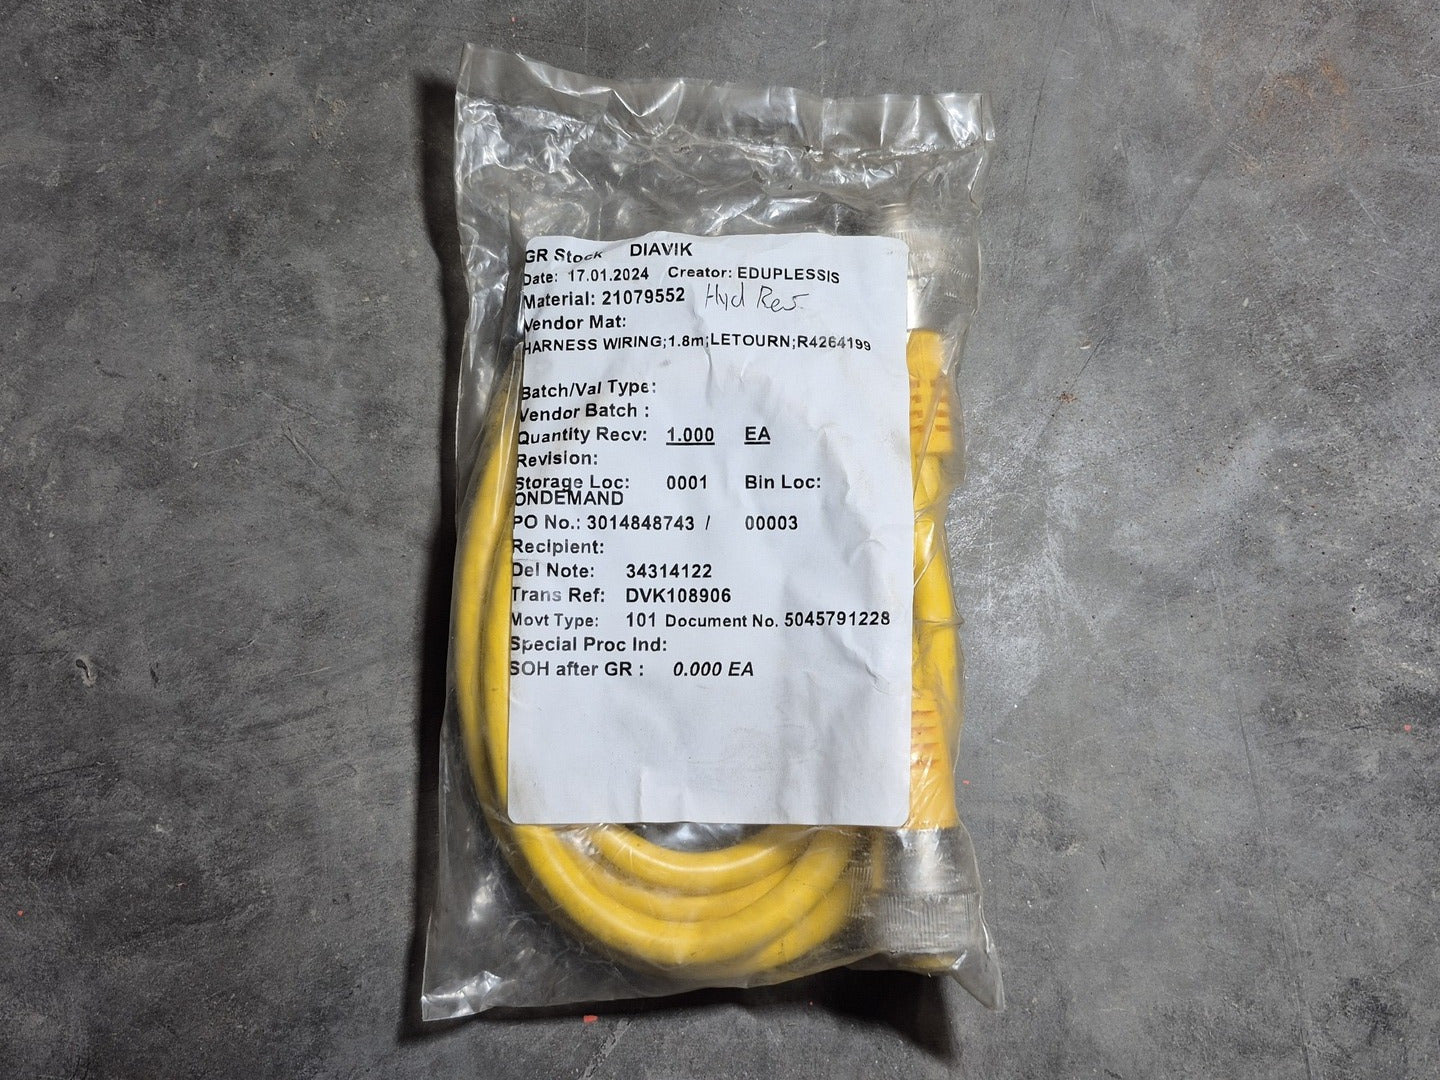 GR Stock DIAVIK
Date: 17.01.2024 Creator: EDUPLESSIS
Material: 21079552 Hyd
Vendor Mat:
HARNESS WIRING;1.8m;LETOURN;R4264199
Batch/Val Type:
Vendor Batch :
Quantity Recv: 1.000 EA
Revision:
Storage Loc: 0001 Bin Loc:
ONDEMAND
PO No.: 3014848743 / 00003
Recipient:
Del Note: 34314122
Trans Ref: DVK108906
Movt Type: 101 Document No. 5045791228
Special Proc Ind:
SOH after GR : 0.000 EA